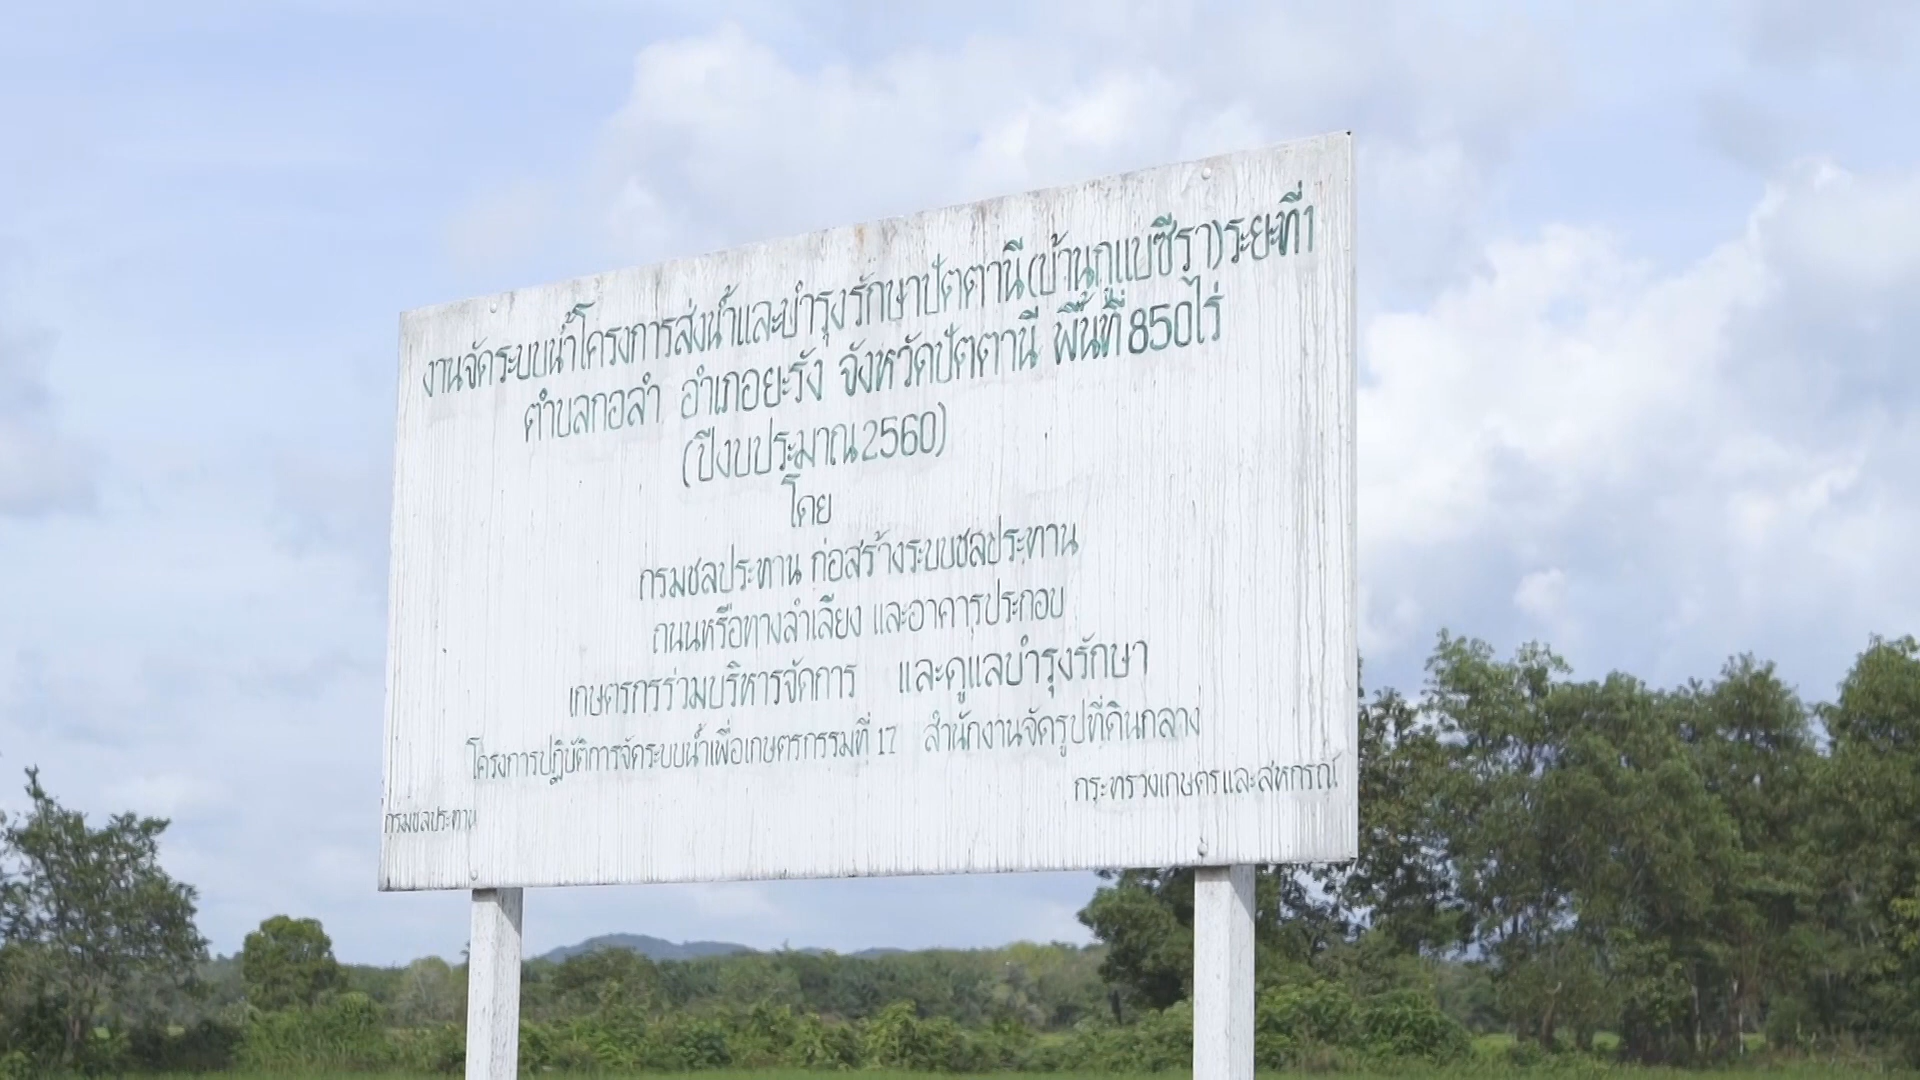 งานจัดระบบน้ำโครงการส่งน้ำและบำรุงรักษาปัตตานี(บ้านกูแบซีรา)ระยะที่1
ตำบลกอลำ อำเภอยะรัง จังหวัดปัตตานี พื้นที่850ไร่
(ปีงบประมาณ2560)
โดย
กรมชลประทาน ก่อสร้างระบบชลประทาน
ถนนหรือทางลำเลียง และอาคารประกอบ
เกษตรกรร่วมบริหารจัดการ และดูแลบำรุงรักษา
โครงการปฏิบัติการจัดระบบน้ำเพื่อเกษตรกรรมที่ 17 สำนักงานจัดรูปที่ดินกลาง
กรมชลประทาน กระทรวงเกษตรและสหกรณ์